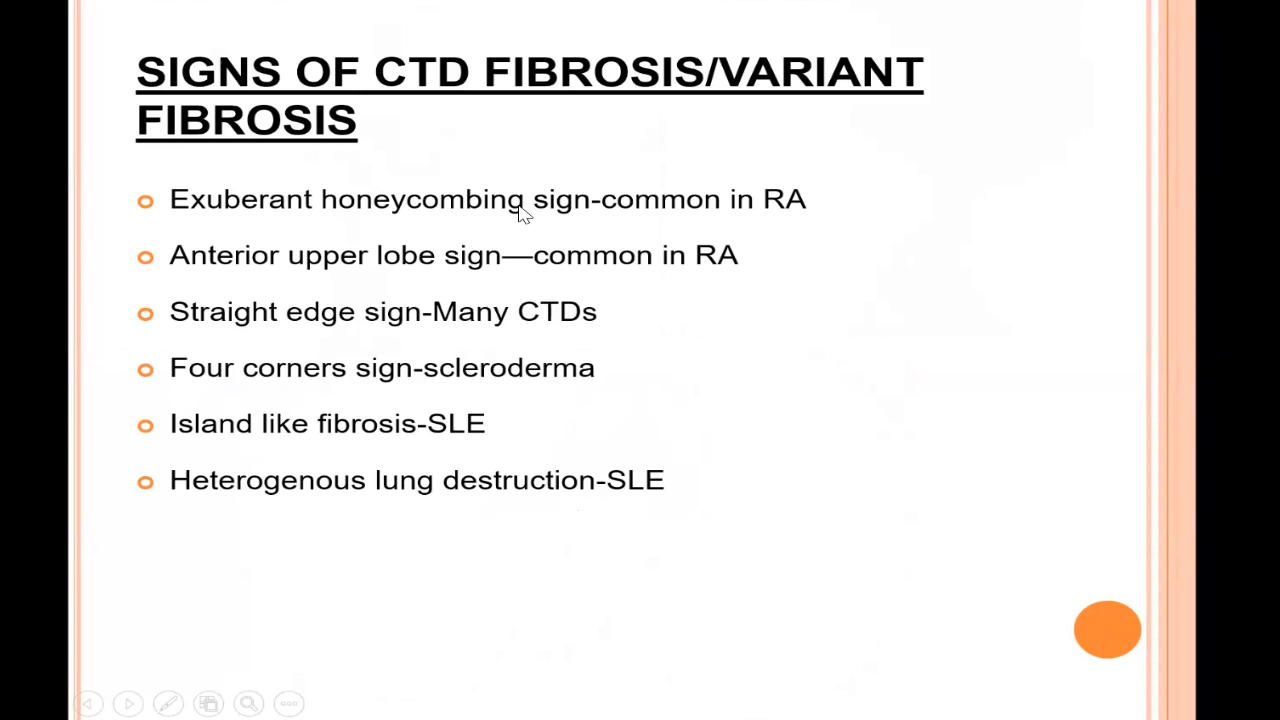 SIGNS OF CTD FIBROSIS/VARIANT
FIBROSIS
Exuberant honeycombing sign-common in RA
Anterior upper lobe sign—common in RA
Straight edge sign-Many CTDs
Four corners sign-scleroderma
Island like fibrosis-SLE
Heterogenous lung destruction-SLE